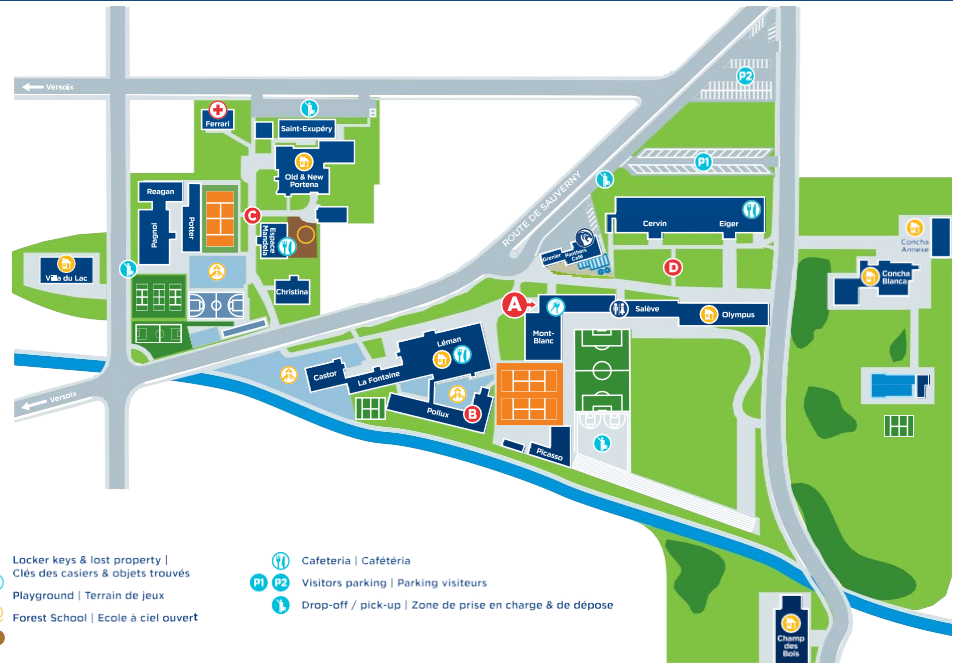 P2
Versoix
Ferrari
Saint-Exupéry
P1
Old & New
Portena
ROUTE DE SAUVERNY
Reagan
Pagnol
Potter
C
Espace
Mandela
Cervin
Eiger
Concha
Annexe
Grenier
Panthers
Café
D
Villa du Lac
Concha
Blanca
Christina
A
Salève
Olympus
Mont-
Blanc
Léman
Castor
La Fontaine
Pollux
B
Versoix
Picasso
Locker keys & lost property |
Clés des casiers & objets trouvés
Playground | Terrain de jeux
Forest School | Ecole à ciel ouvert
Cafeteria | Cafétéria
P1 P2 Visitors parking | Parking visiteurs
Drop-off / pick-up | Zone de prise en charge & de dépose
Champ
des
Bois